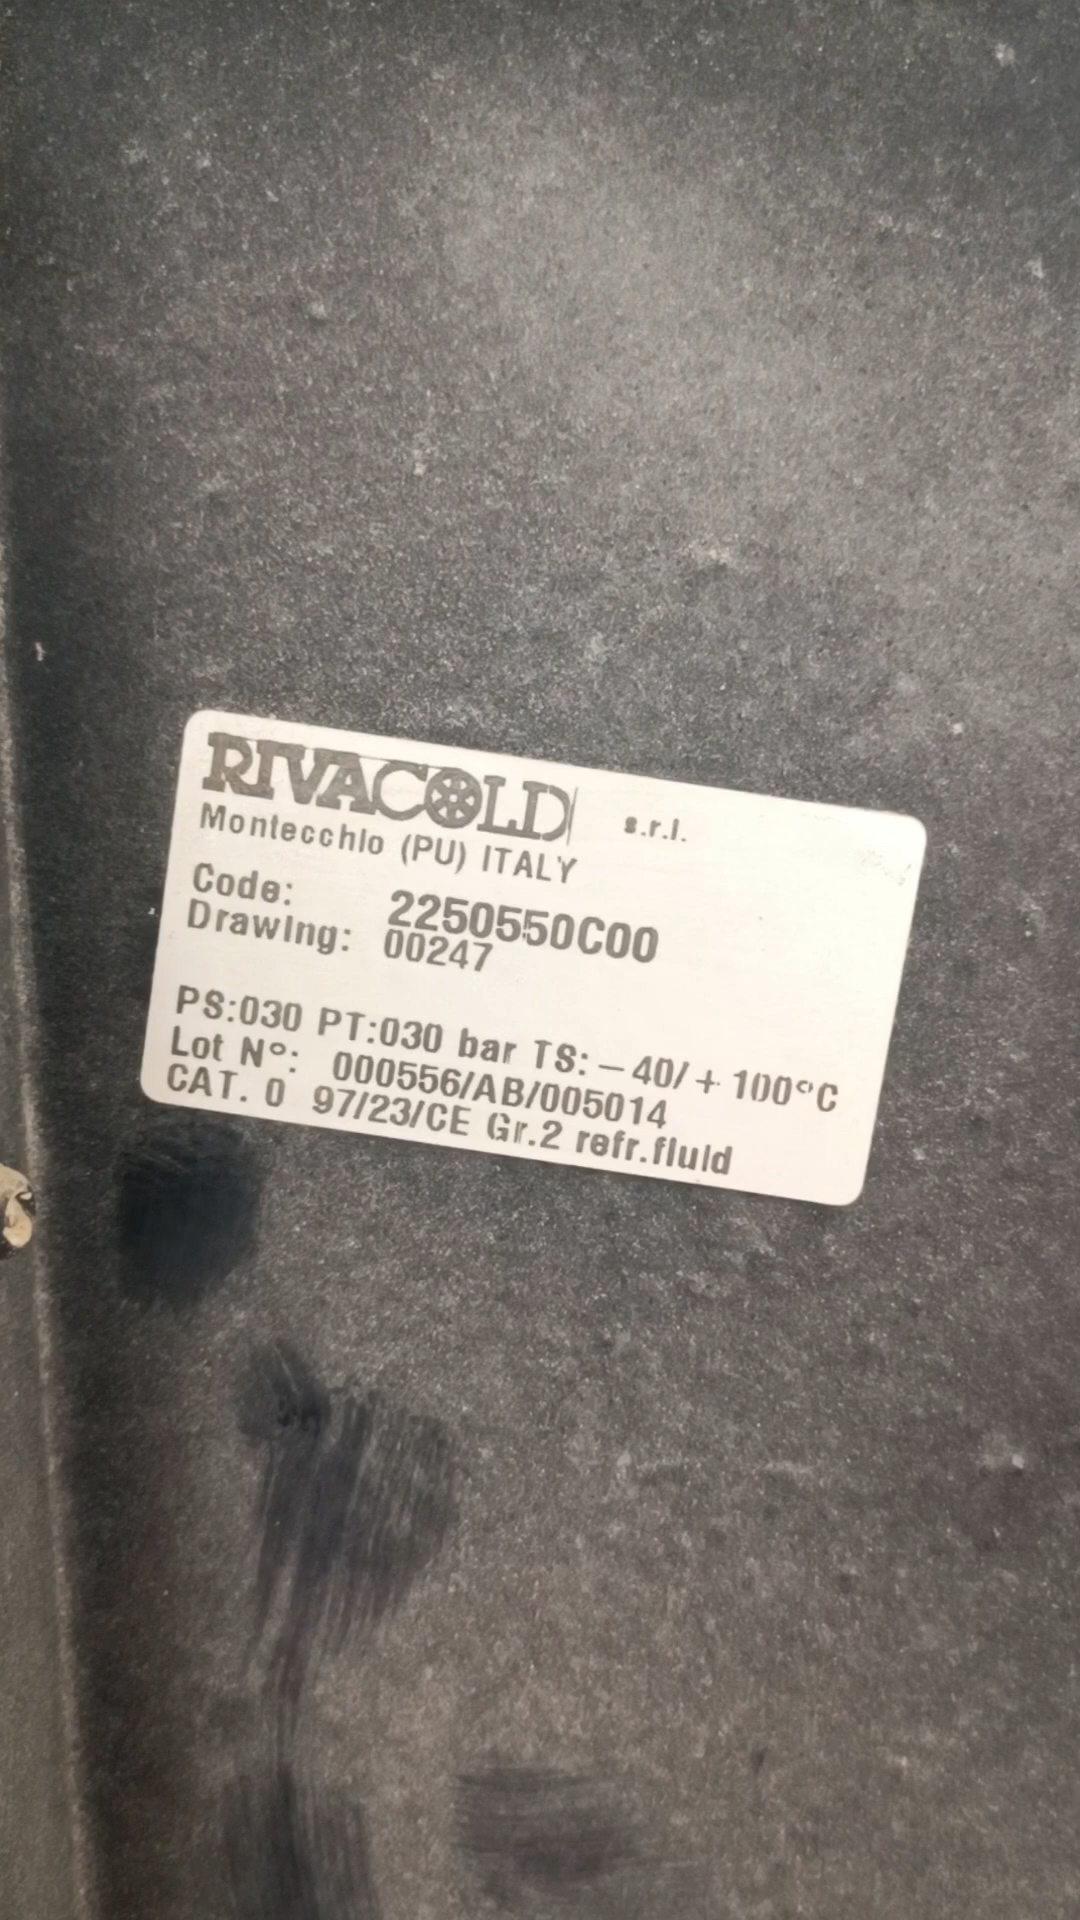 RIVACOLD s.r.l.
Montecchio (PU) ITALY
Code: 2250550C00
Drawing: 00247
PS:030 PT:030 bar TS: -40/+100°C
Lot N°: 000556/AB/005014
CAT. 0 97/23/CE Gr.2 refr.fluid